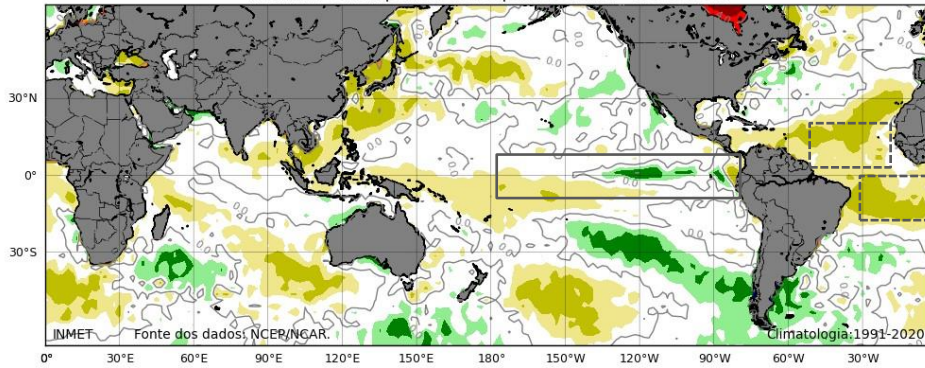 30°N
0°
30°S
INMET Fonte dos dados: NCEP/NCAR. Climatologia:1991-2020
0° 30°E 60°E 90°E 120°E 150°E 180° 150°W 120°W 90°W 60°W 30°W